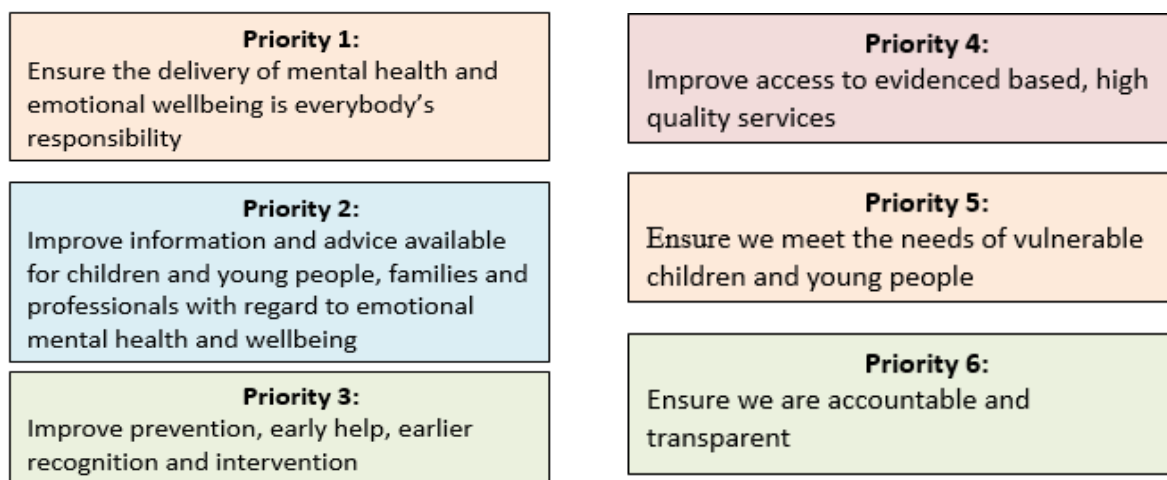 Priority 1:
Ensure the delivery of mental health and
emotional wellbeing is everybody's
responsibility
Priority 2:
Improve information and advice available
for children and young people, families and
professionals with regard to emotional
mental health and wellbeing
Priority 3:
Improve prevention, early help, earlier
recognition and intervention
Priority 4:
Improve access to evidenced based, high
quality services
Priority 5:
Ensure we meet the needs of vulnerable
children and young people
Priority 6:
Ensure we are accountable and
transparent